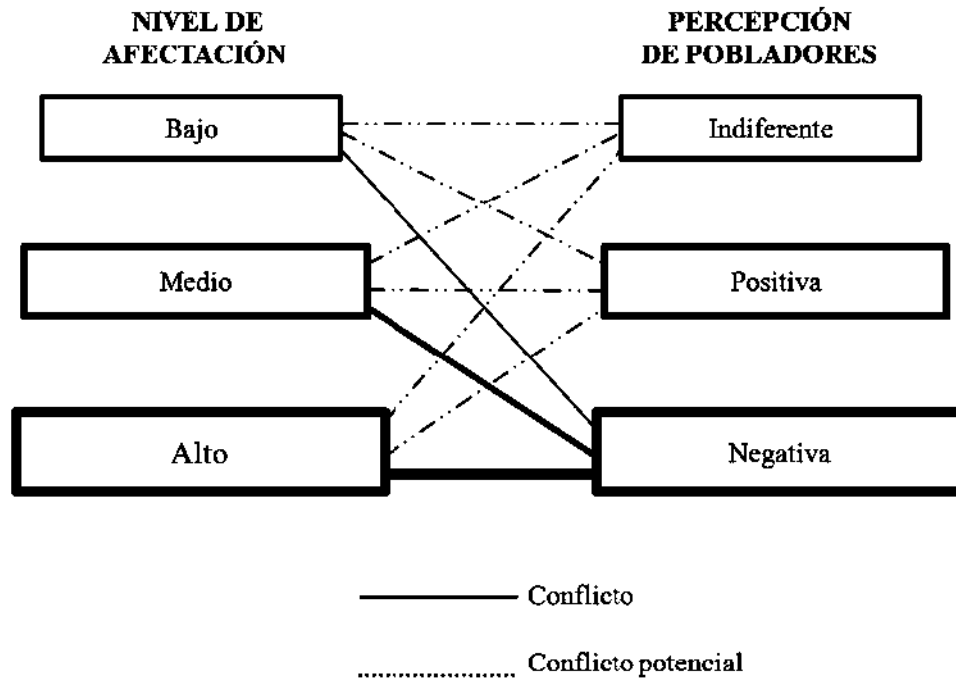 NIVEL DE
AFECTACIÓN
PERCEPCIÓN
DE POBLADORES
Bajo
Indiferente
Medio
Positiva
Alto
Negativa
Conflicto
Conflicto potencial